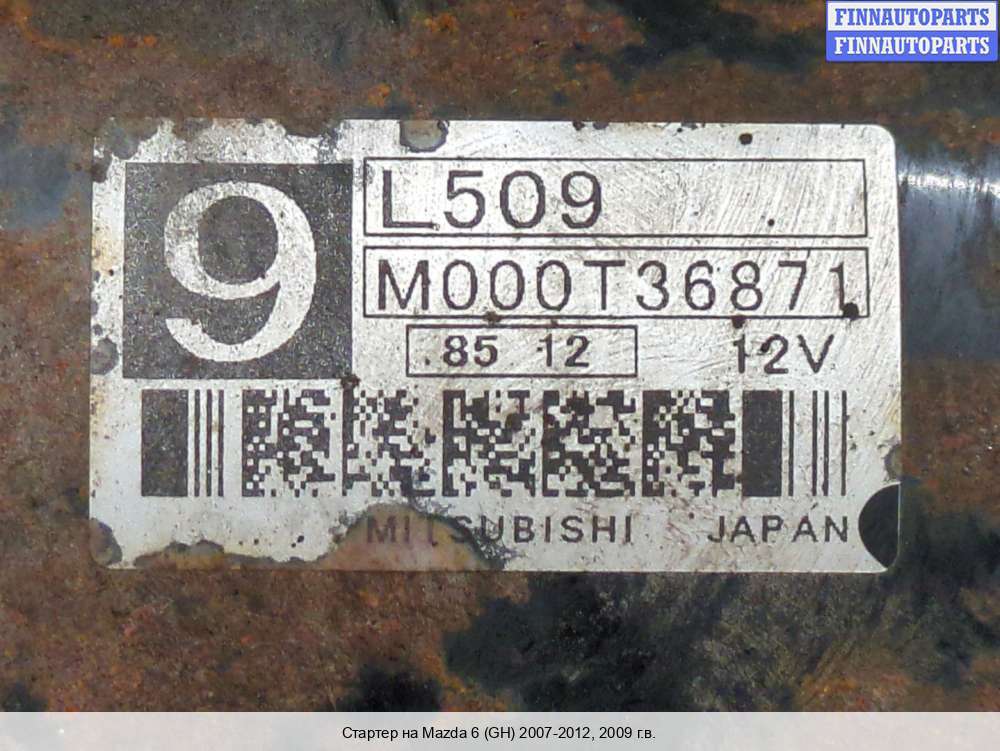 FINNAUTOPARTS
FINNAUTOPARTS
9
L509
M000T36871
85 12
12V
MITSUBISHI JAPAN
Стартер на Mazda 6 (GH) 2007-2012, 2009 г.в.